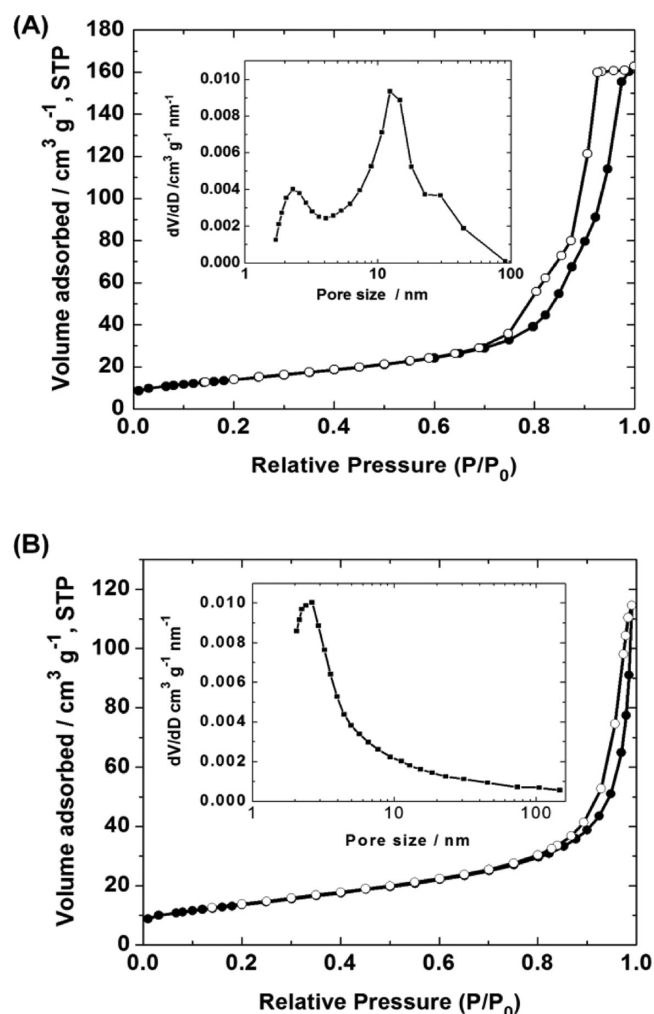 (A)
180
160
140
120
100
80
60
40
20
0
Volume adsorbed / cm³ g⁻¹, STP
0.010
0.008
0.006
0.004
0.002
0.000
dV/dD /cm³ g⁻¹ nm⁻¹
1 10 100
Pore size / nm
0.0 0.2 0.4 0.6 0.8 1.0
Relative Pressure (P/P₀)
(B)
120
100
80
60
40
20
0
Volume adsorbed / cm³ g⁻¹, STP
0.010
0.008
0.006
0.004
0.002
0.000
dV/dD cm³ g⁻¹ nm⁻¹
1 10 100
Pore size / nm
0.0 0.2 0.4 0.6 0.8 1.0
Relative Pressure (P/P₀)